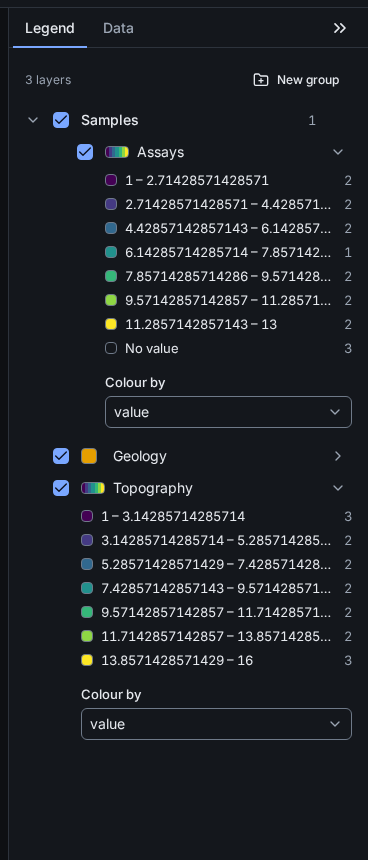 Legend Data
3 layers New group
Samples 1
Assays
1 – 2.71428571428571 2
2.71428571428571 – 4.428571... 2
4.42857142857143 – 6.142857... 2
6.14285714285714 – 7.857142... 1
7.85714285714286 – 9.571428... 2
9.57142857142857 – 11.28571... 2
11.2857142857143 – 13 2
No value 3
Colour by
value
Geology
Topography
1 – 3.14285714285714 3
3.14285714285714 – 5.285714285... 2
5.28571428571429 – 7.428571428... 2
7.42857142857143 – 9.571428571... 2
9.57142857142857 – 11.71428571... 2
11.7142857142857 – 13.85714285... 2
13.8571428571429 – 16 3
Colour by
value